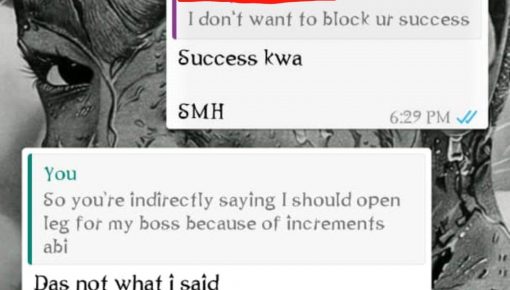 I don't want to block ur success
Success kwa
SMH
6:29 PM
You
So you're indirectly saying I should open
leg for my boss because of increments
abi
Das not what i said